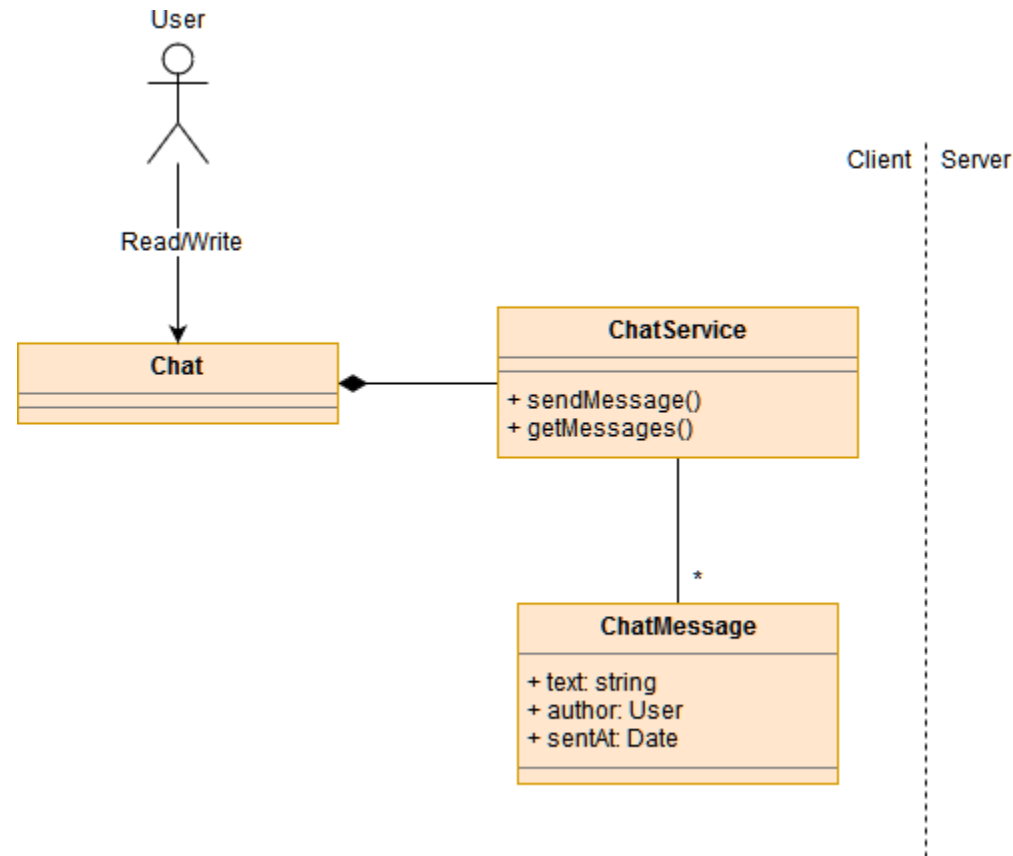 User
Client
Server
Read/Write
Chat
ChatService
+ sendMessage()
+ getMessages()
*
ChatMessage
+ text: string
+ author: User
+ sentAt: Date